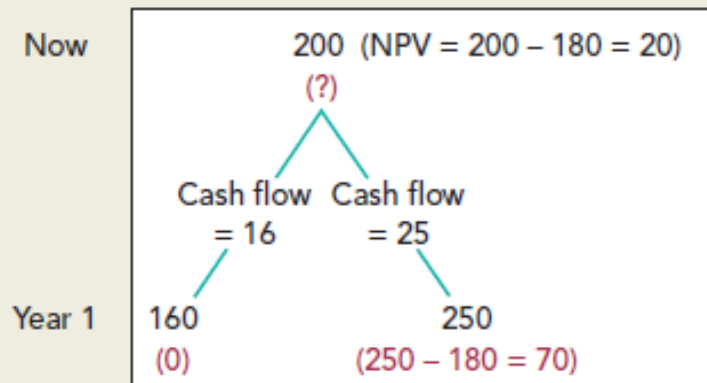 Now 200 (NPV = 200 – 180 = 20)
(?)
Cash flow Cash flow
= 16 = 25
Year 1 160 250
(0) (250 – 180 = 70)